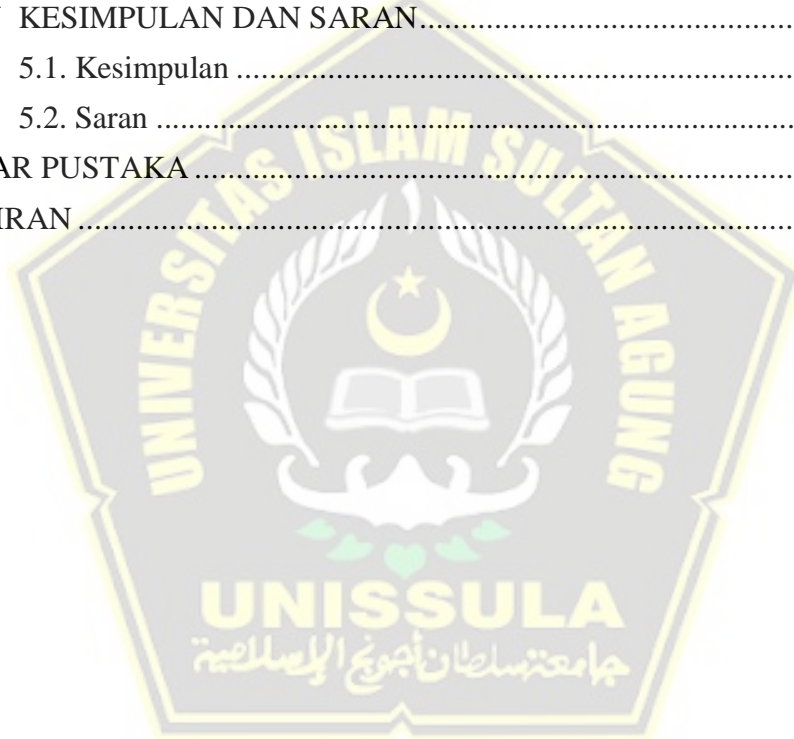 KESIMPULAN DAN SARAN..................................................
5.1. Kesimpulan ..........................................................................
5.2. Saran ....................................................................................
AR PUSTAKA ..............................................................................
IRAN ...............................................................................................
UNIVERSITAS ISLAM SULTAN AGUNG
UNISSULA
جامعة سلطان أجونج الإسلامية